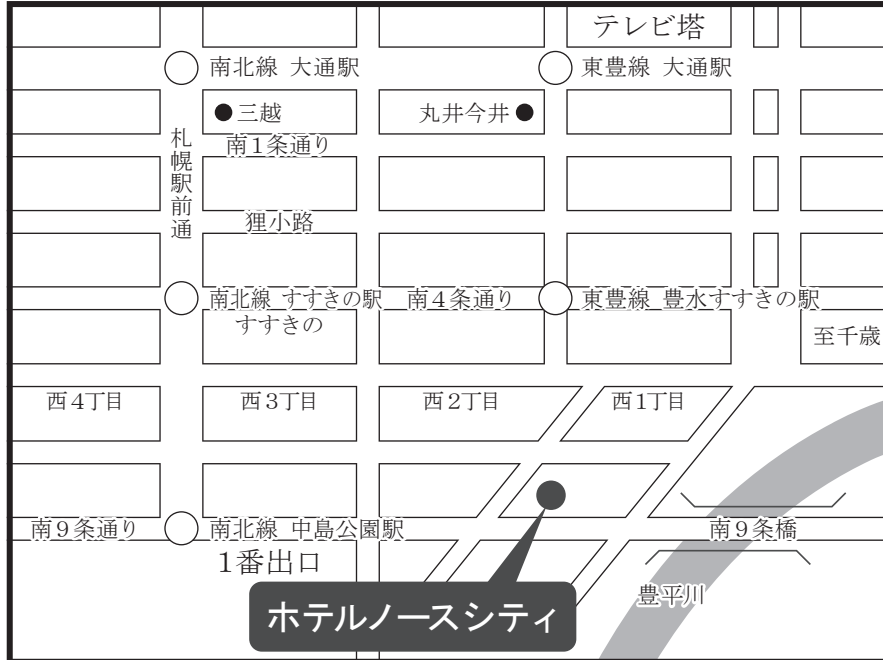 テレビ塔
南北線 大通駅
東豊線 大通駅
三越
丸井今井
札幌駅前通
南1条通り
狸小路
南北線 すすきの駅
南4条通り
東豊線 豊水すすきの駅
すすきの
至千歳
西4丁目
西3丁目
西2丁目
西1丁目
南9条通り
南北線 中島公園駅
南9条橋
1番出口
豊平川
ホテルノースシティ